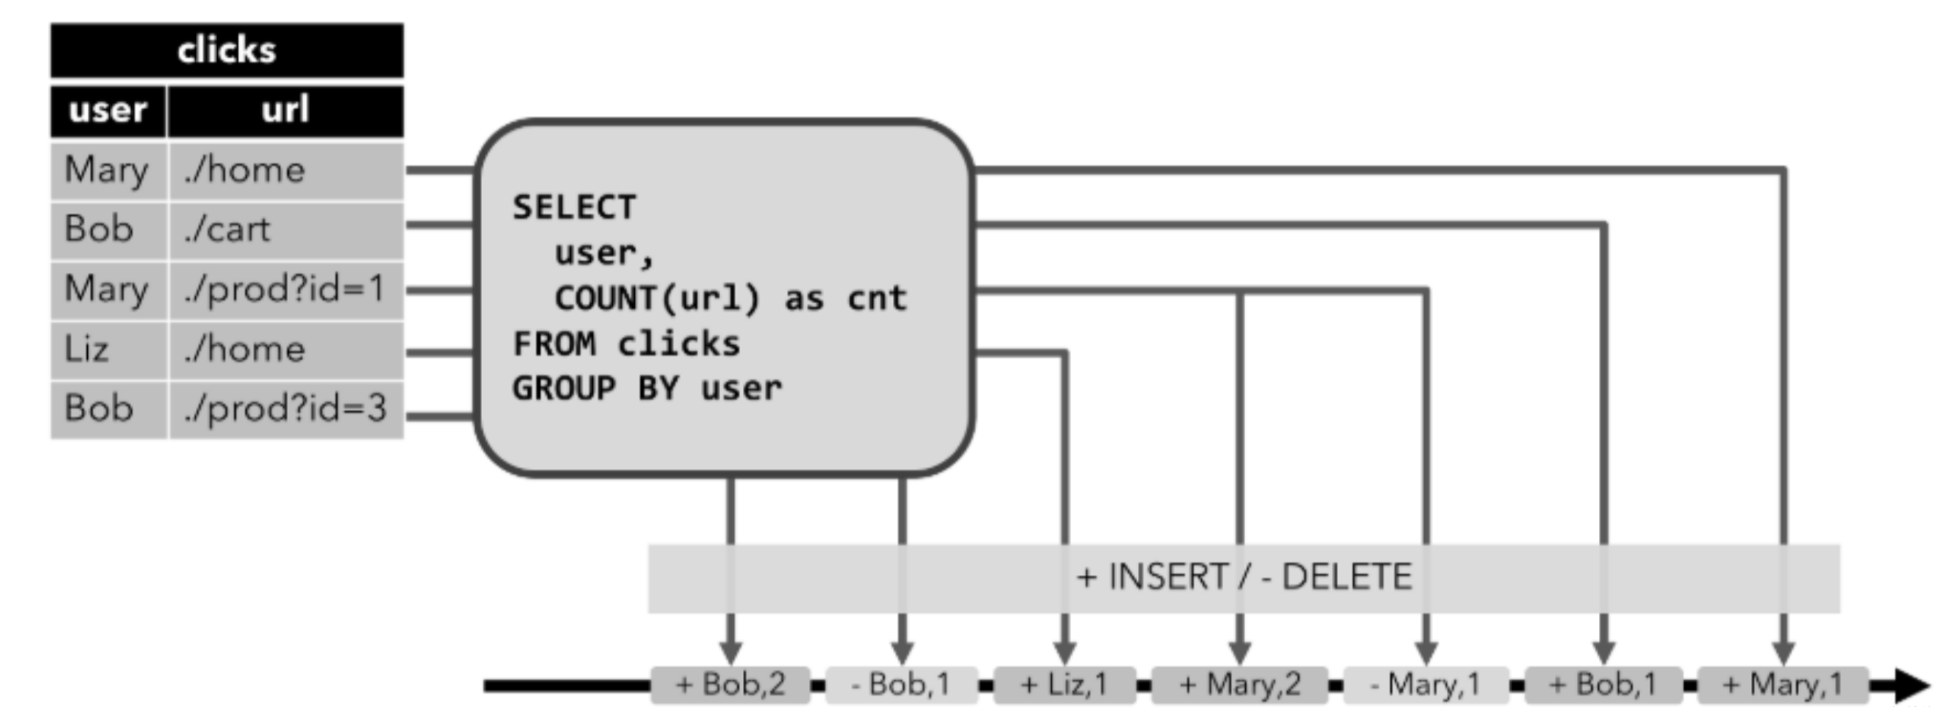 clicks
user url
Mary ./home
Bob ./cart
Mary ./prod?id=1
Liz ./home
Bob ./prod?id=3
SELECT
user,
COUNT(url) as cnt
FROM clicks
GROUP BY user
+ INSERT / - DELETE
+ Bob,2 - Bob,1 + Liz,1 + Mary,2 - Mary,1 + Bob,1 + Mary,1